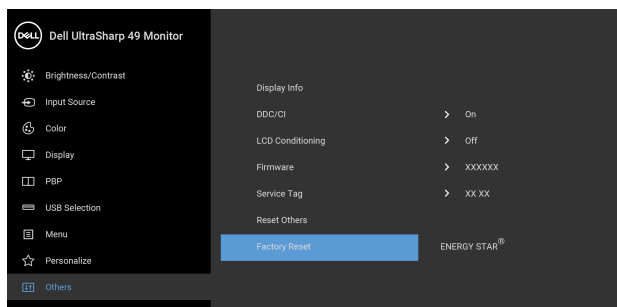 DELL Dell UltraSharp 49 Monitor
Brightness/Contrast
Input Source
Color
Display
PBP
USB Selection
Menu
Personalize
Others
Display Info
DDC/CI > On
LCD Conditioning > Off
Firmware > XXXXXX
Service Tag > XX XX
Reset Others
Factory Reset ENERGY STAR®